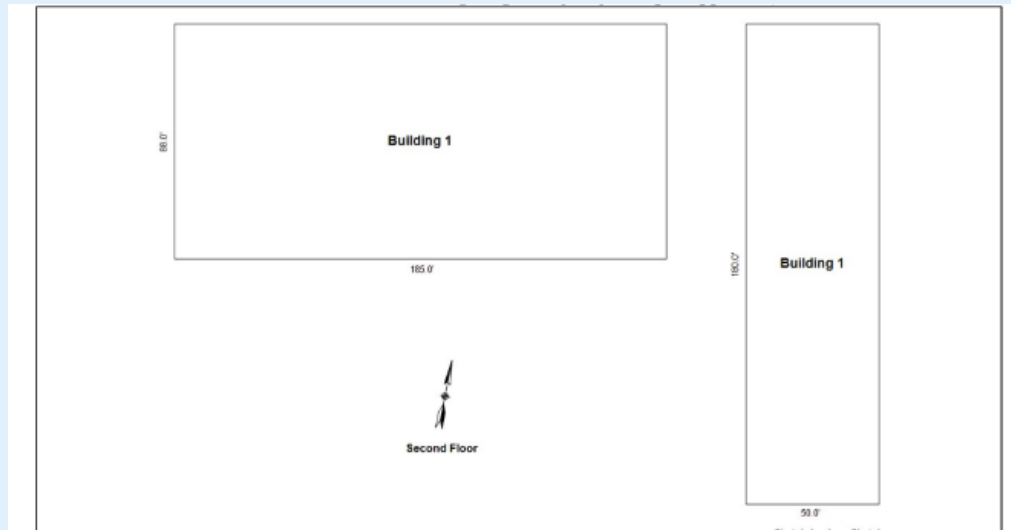 Building 1
88.0'
185.0'
Building 1
180.0'
50.0'
Second Floor